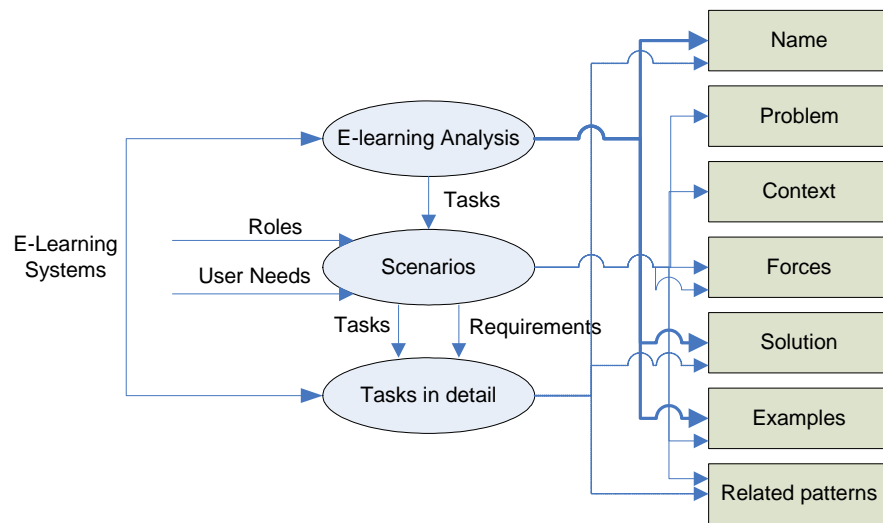 Name
Problem
E-learning Analysis
Context
Tasks
Roles
E-Learning
Systems
Scenarios
Forces
User Needs
Tasks
Requirements
Solution
Tasks in detail
Examples
Related patterns